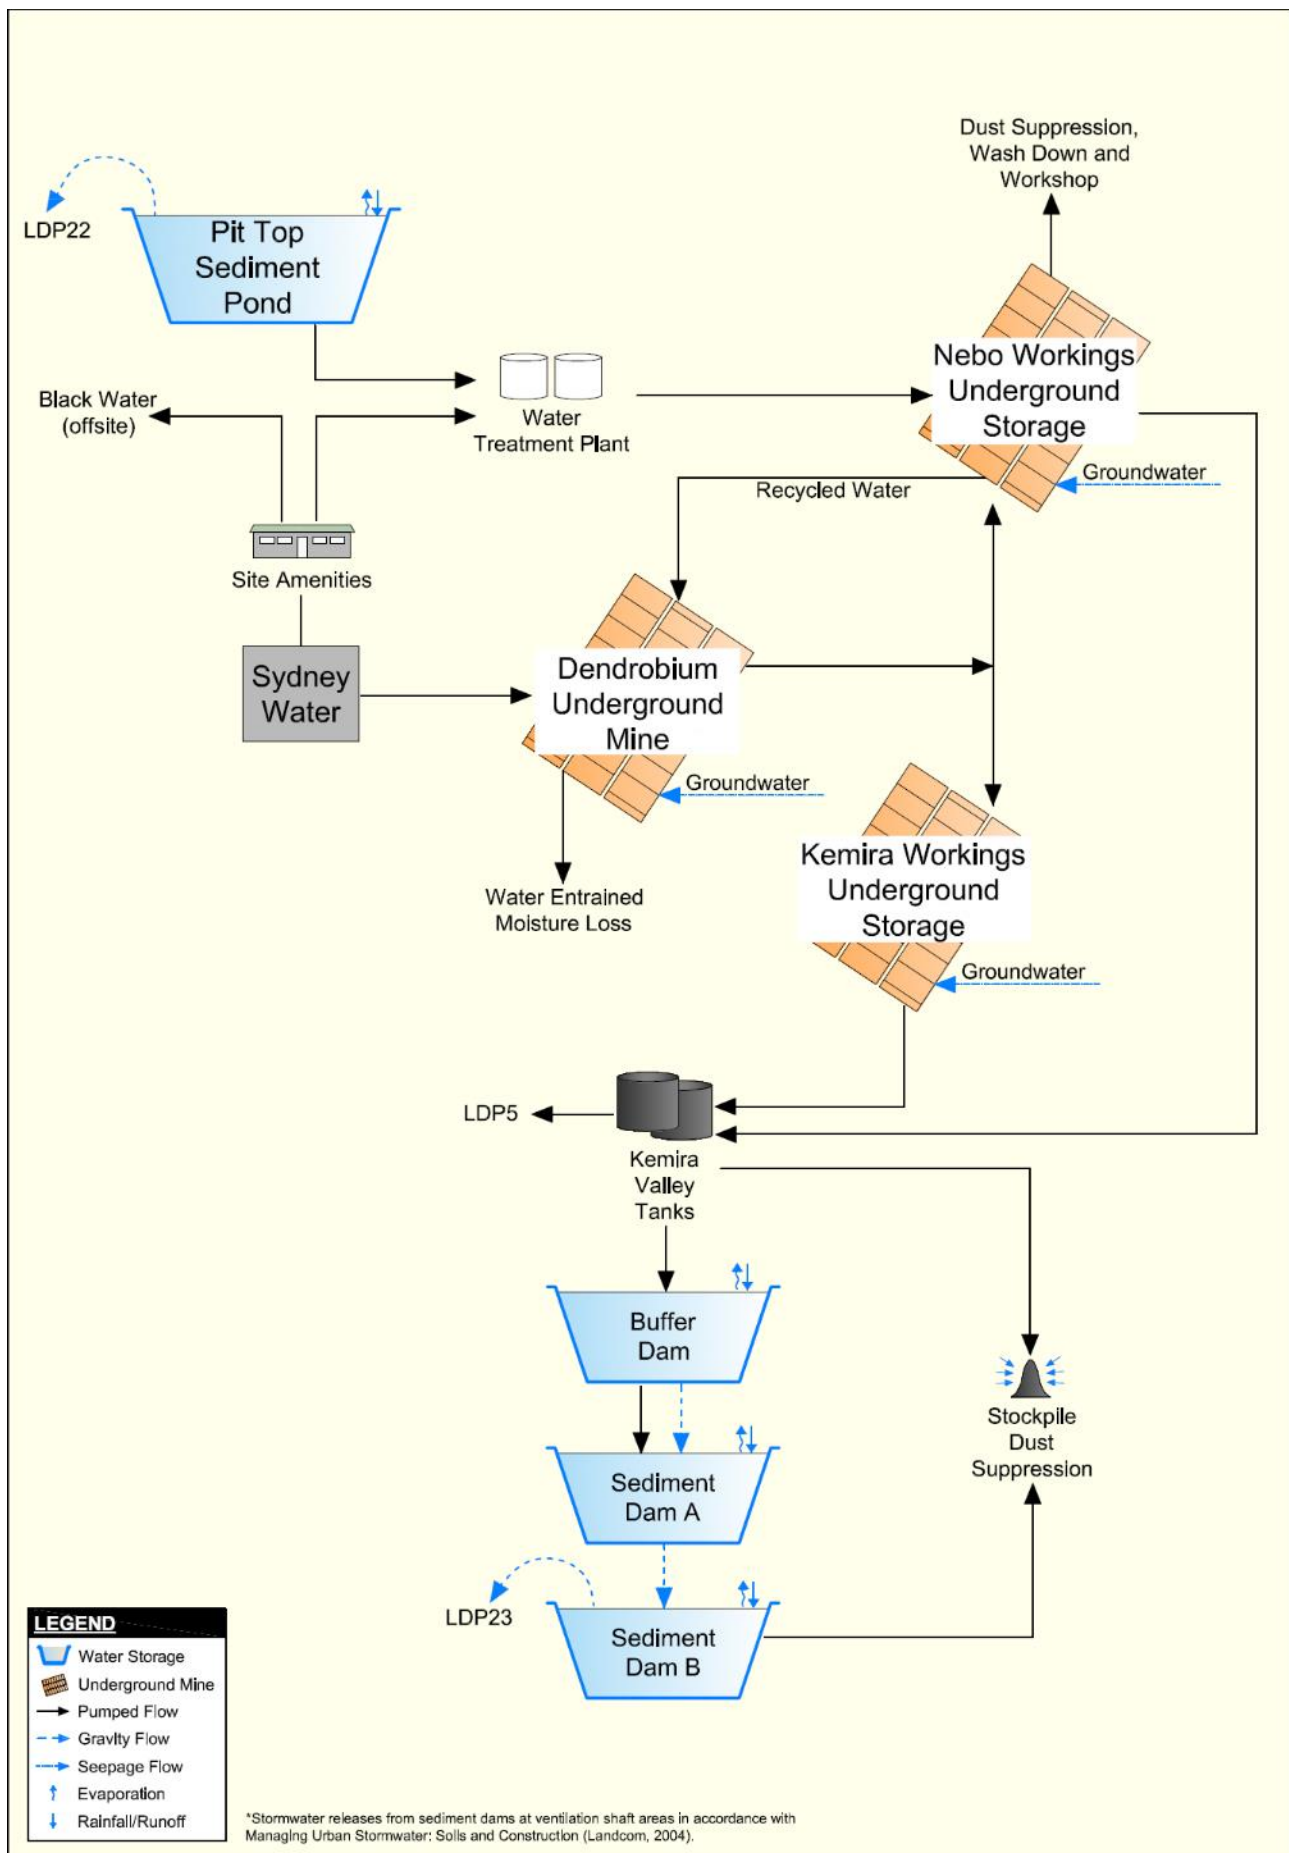 Dust Suppression,
Wash Down and
Workshop
LDP22
Pit Top
Sediment
Pond
Nebo Workings
Underground
Storage
Black Water
(offsite)
Water
Treatment Plant
Groundwater
Recycled Water
Site Amenities
Sydney
Water
Dendrobium
Underground
Mine
Groundwater
Kemira Workings
Underground
Storage
Water Entrained
Moisture Loss
Groundwater
LDP5
Kemira
Valley
Tanks
Buffer
Dam
Stockpile
Dust
Suppression
Sediment
Dam A
LDP23
Sediment
Dam B
LEGEND
Water Storage
Underground Mine
Pumped Flow
Gravity Flow
Seepage Flow
Evaporation
Rainfall/Runoff
*Stormwater releases from sediment dams at ventilation shaft areas in accordance with
Managing Urban Stormwater: Soils and Construction (Landcom, 2004).